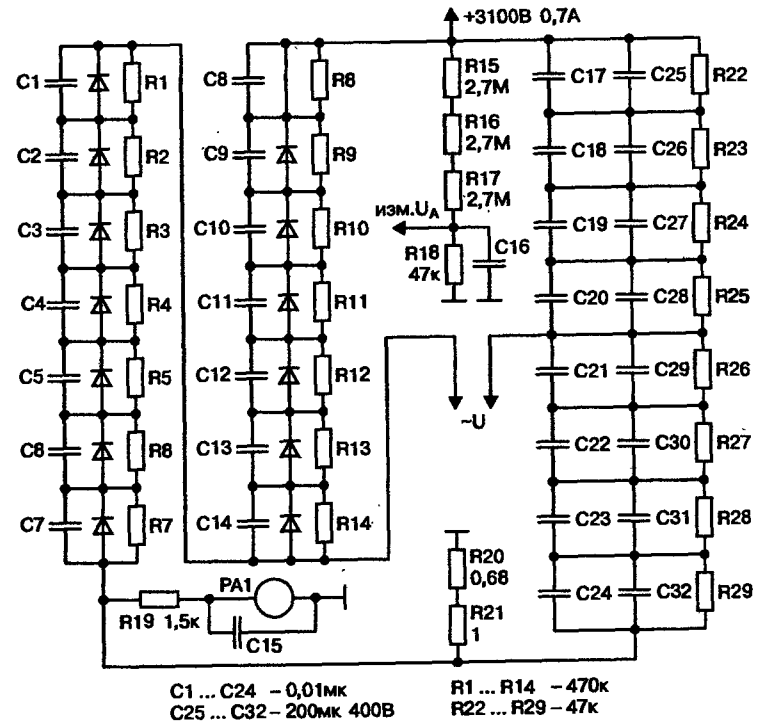 +3100В 0,7А
C1 R1 C8 R8 R15 2,7М C17 C25 R22
C2 R2 C9 R9 R16 2,7М C18 C26 R23
C3 R3 C10 R10 R17 2,7М C19 C27 R24
изм.UА
C4 R4 C11 R11 R18 47к C16 C20 C28 R25
C5 R5 C12 R12 C21 C29 R26
~U
C6 R6 C13 R13 C22 C30 R27
C7 R7 C14 R14 C23 C31 R28
R20 0,68
PA1
R19 1,5к
C15
R21 1
C24 C32 R29
C1 ... C24 – 0,01мк
C25 ... C32 – 200мк 400В
R1 ... R14 – 470к
R22 ... R29 – 47к